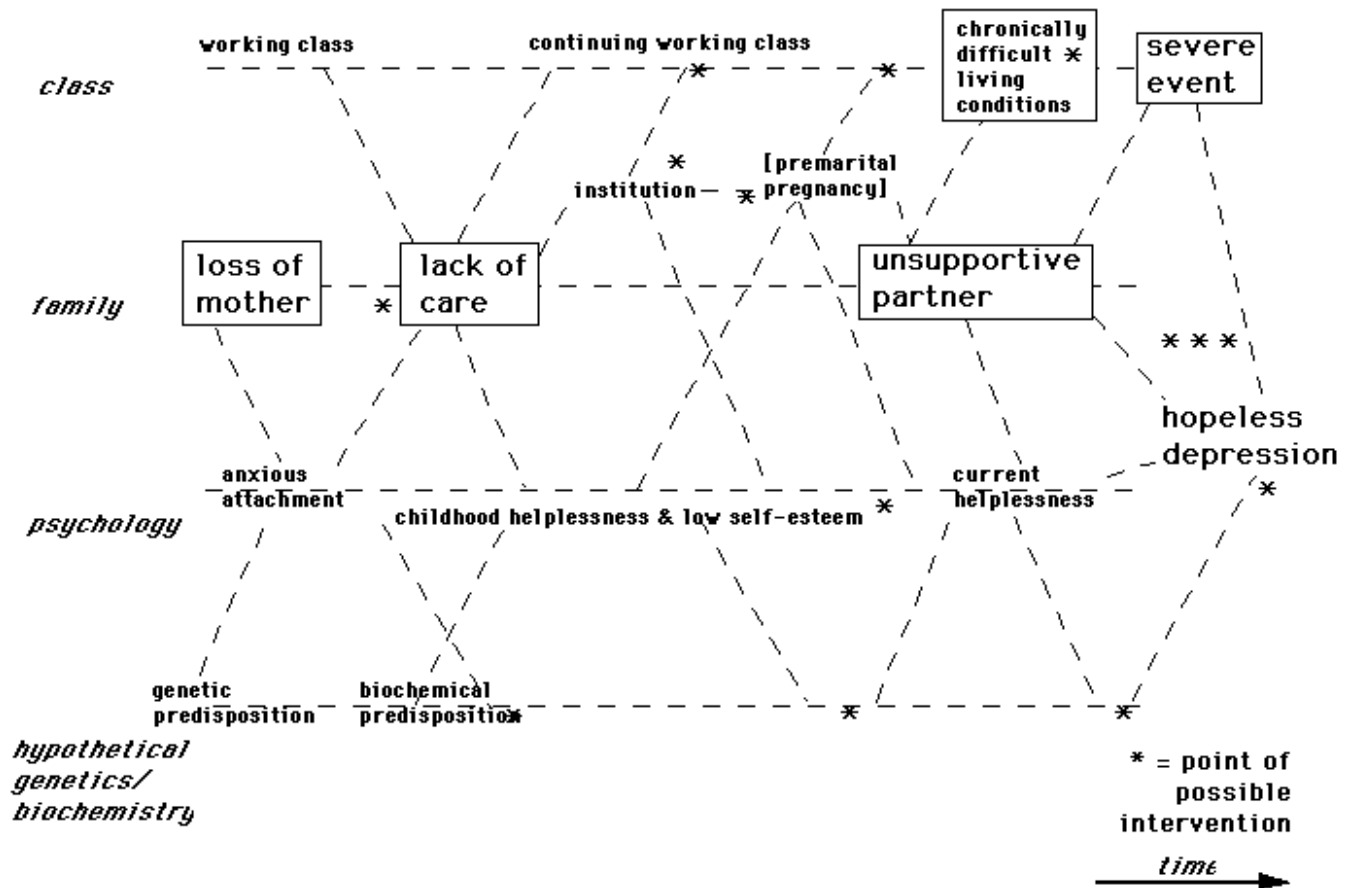 working class
continuing working class
chronically
difficult *
living
conditions
severe
event
class
*
*
*
institution
*
[premarital
pregnancy]
loss of
mother
lack of
care
unsupportive
partner
family
*
* * *
hopeless
depression
*
anxious
attachment
current
helplessness
psychology
childhood helplessness & low self-esteem *
genetic
predisposition
biochemical
predisposition
*
*
*
hypothetical
genetics/
biochemistry
* = point of
possible
intervention
time